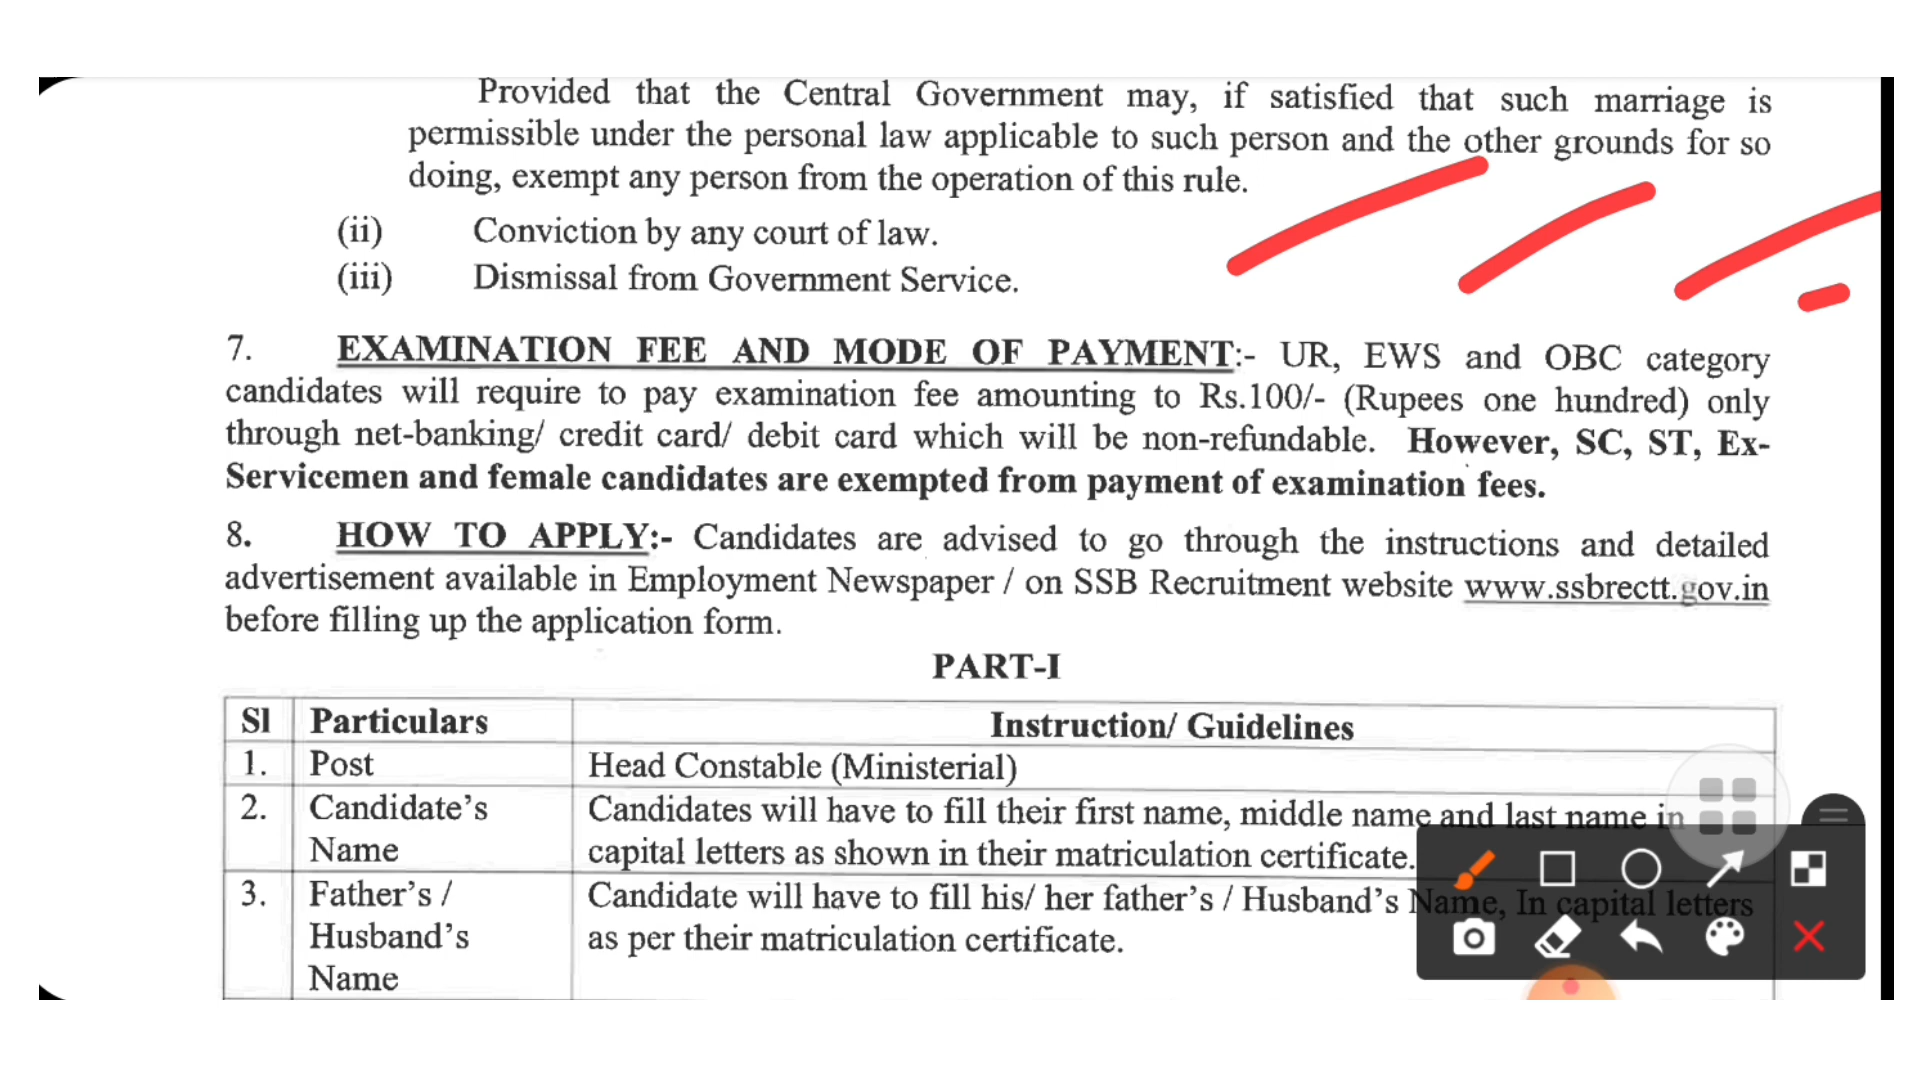 Provided that the Central Government may, if satisfied that such marriage is
permissible under the personal law applicable to such person and the other grounds for so
doing, exempt any person from the operation of this rule.
(ii) Conviction by any court of law.
(iii) Dismissal from Government Service.
7. EXAMINATION FEE AND MODE OF PAYMENT:- UR, EWS and OBC category
candidates will require to pay examination fee amounting to Rs.100/- (Rupees one hundred) only
through net-banking/ credit card/ debit card which will be non-refundable. However, SC, ST, Ex-
Servicemen and female candidates are exempted from payment of examination fees.
8. HOW TO APPLY:- Candidates are advised to go through the instructions and detailed
advertisement available in Employment Newspaper / on SSB Recruitment website www.ssbrectt.gov.in
before filling up the application form.
PART-I
Sl Particulars Instruction/ Guidelines
1. Post Head Constable (Ministerial)
2. Candidate's Candidates will have to fill their first name, middle name and last name in
Name capital letters as shown in their matriculation certificate.
3. Father's / Candidate will have to fill his/ her father's / Husband's Name, In capital letters
Husband's as per their matriculation certificate.
Name